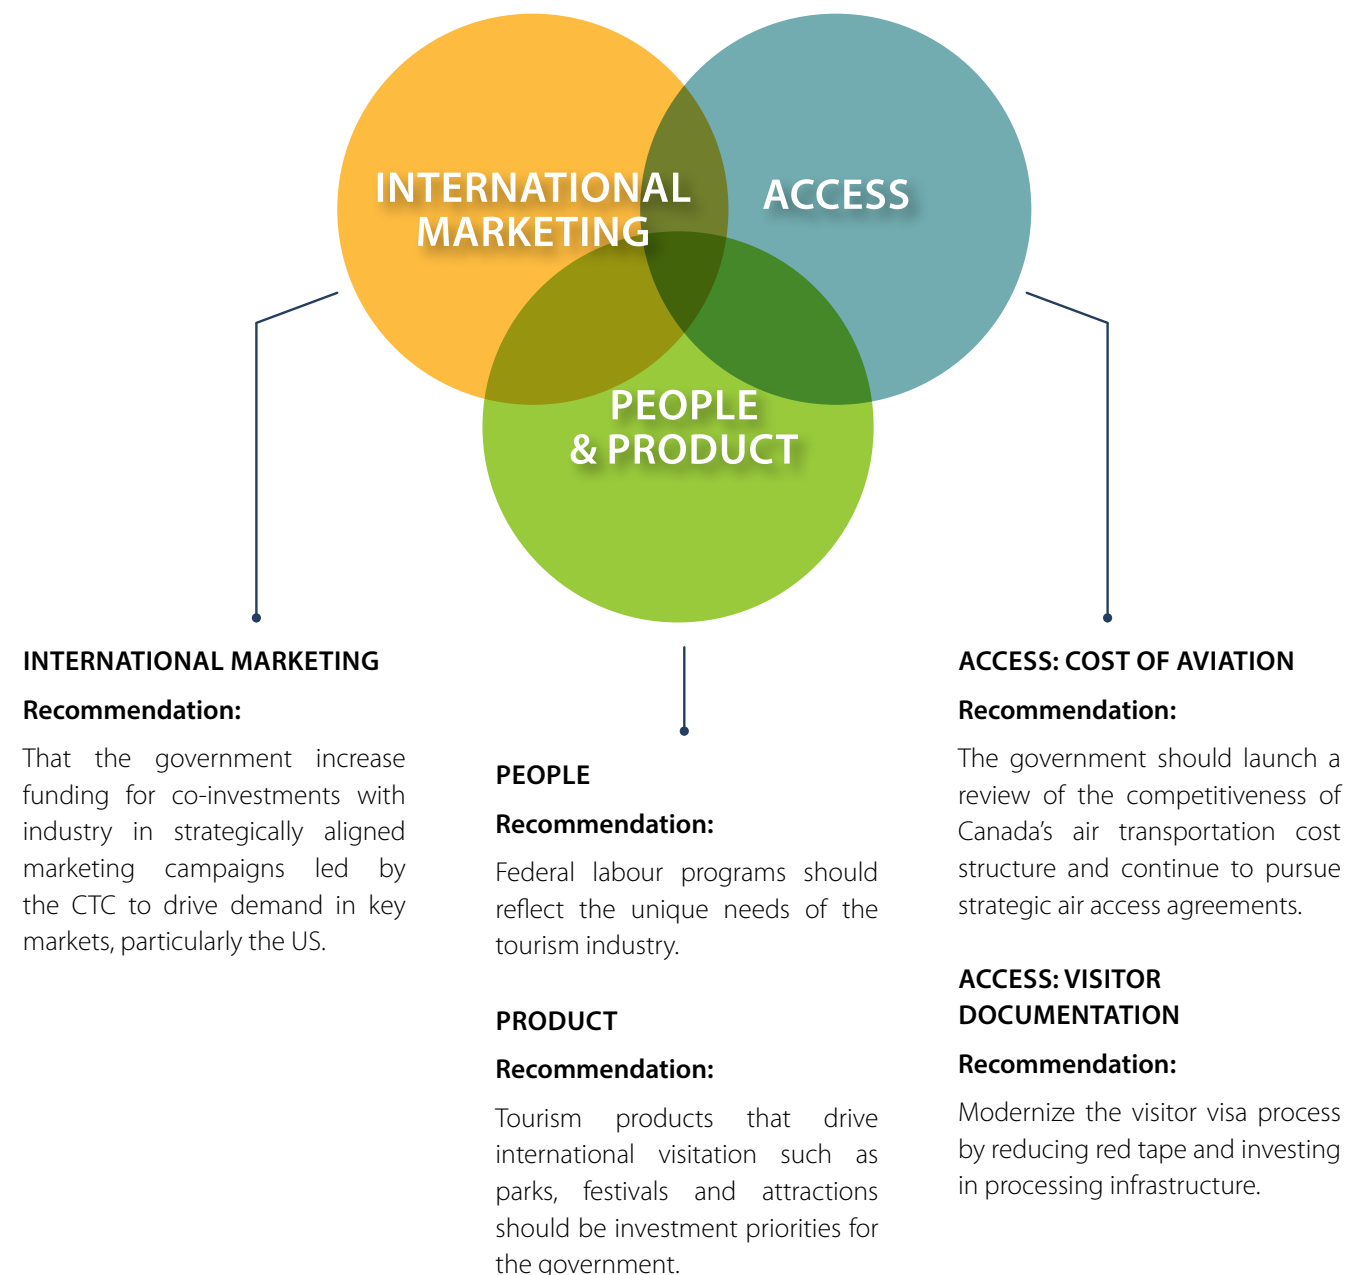 INTERNATIONAL
MARKETING
ACCESS
PEOPLE
& PRODUCT
INTERNATIONAL MARKETING
Recommendation:
That the government increase
funding for co-investments with
industry in strategically aligned
marketing campaigns led by
the CTC to drive demand in key
markets, particularly the US.
PEOPLE
Recommendation:
Federal labour programs should
reflect the unique needs of the
tourism industry.
PRODUCT
Recommendation:
Tourism products that drive
international visitation such as
parks, festivals and attractions
should be investment priorities for
the government.
ACCESS: COST OF AVIATION
Recommendation:
The government should launch a
review of the competitiveness of
Canada’s air transportation cost
structure and continue to pursue
strategic air access agreements.
ACCESS: VISITOR
DOCUMENTATION
Recommendation:
Modernize the visitor visa process
by reducing red tape and investing
in processing infrastructure.